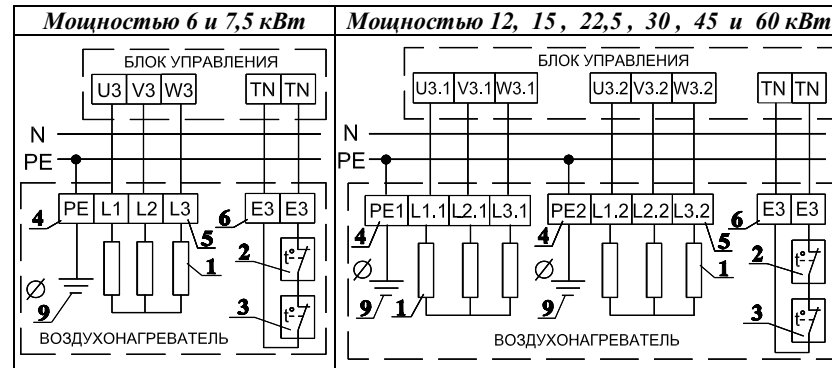 Мощностью 6 и 7,5 кВт
БЛОК УПРАВЛЕНИЯ
U3 V3 W3 TN TN
N
PE
4 PE L1 L2 L3 5 6 E3 E3
1 2
t°
9 3
t°
ВОЗДУХОНАГРЕВАТЕЛЬ
Мощностью 12, 15 , 22,5 , 30 , 45 и 60 кВт
БЛОК УПРАВЛЕНИЯ
U3.1 V3.1 W3.1 U3.2 V3.2 W3.2 TN TN
N
PE
PE1 L1.1 L2.1 L3.1 PE2 L1.2 L2.2 L3.2 6 E3 E3
4 4 5
1 2
t°
9 1 9 3
t°
ВОЗДУХОНАГРЕВАТЕЛЬ